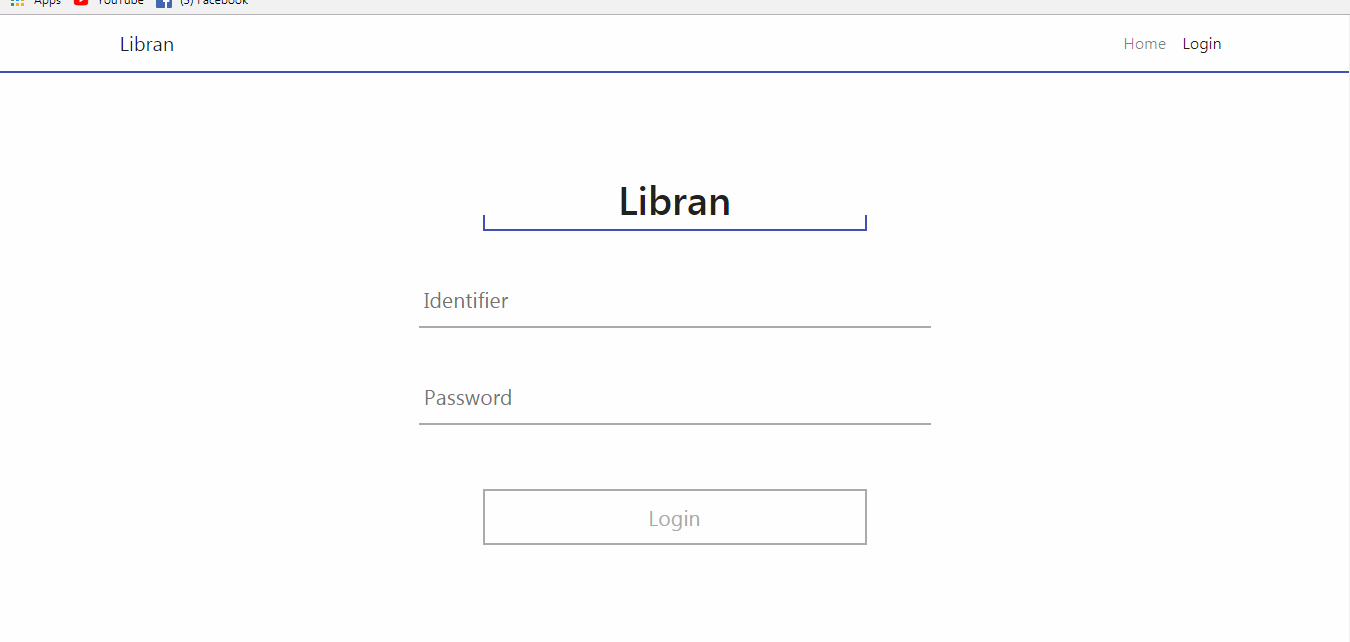 Apps YouTube (3) Facebook
Libran Home Login
Libran
Identifier
Password
Login